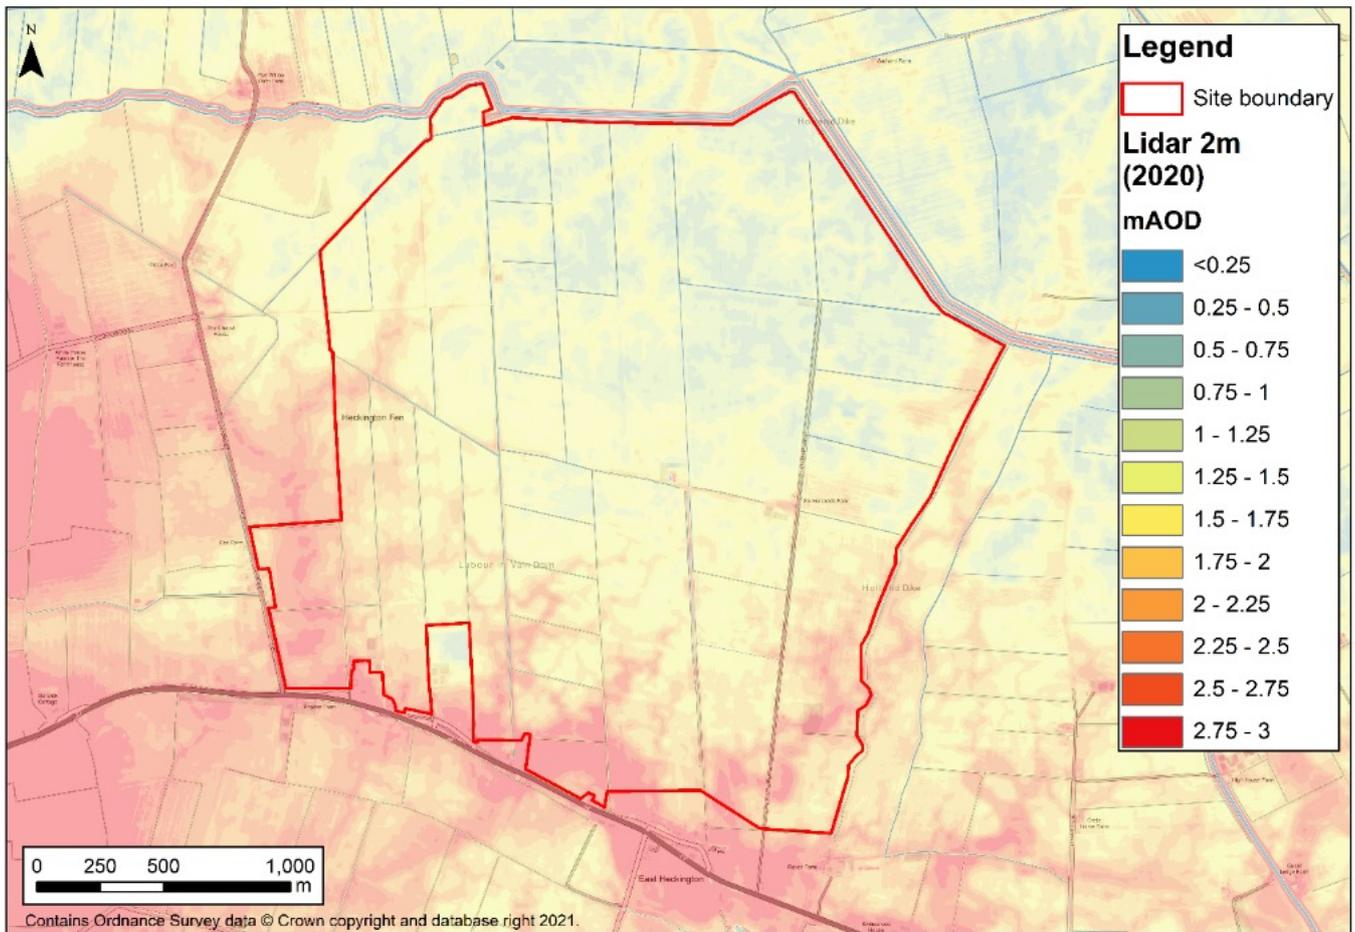 N
Legend
Site boundary
Lidar 2m
(2020)
mAOD
<0.25
0.25 - 0.5
0.5 - 0.75
0.75 - 1
1 - 1.25
1.25 - 1.5
1.5 - 1.75
1.75 - 2
2 - 2.25
2.25 - 2.5
2.5 - 2.75
2.75 - 3
Holland Dike
Heckington Fen
Labour in Vain Drain
Holland Dike
East Heckington
0 250 500 1,000
m
Contains Ordnance Survey data © Crown copyright and database right 2021.